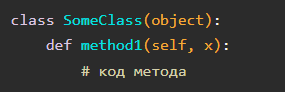 class SomeClass(object):
    def method1(self, x):
        # код метода